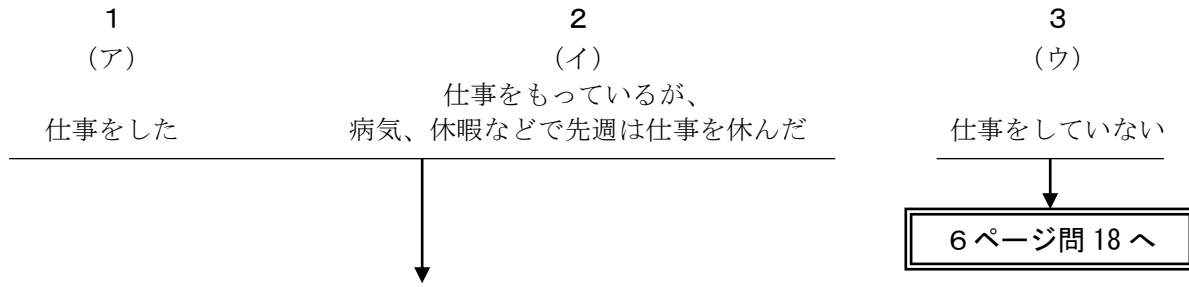 １ ２ ３
（ア） （イ） （ウ）
仕事をもっているが、
仕事をした 病気、休暇などで先週は仕事を休んだ 仕事をしていない
６ページ問 18 へ